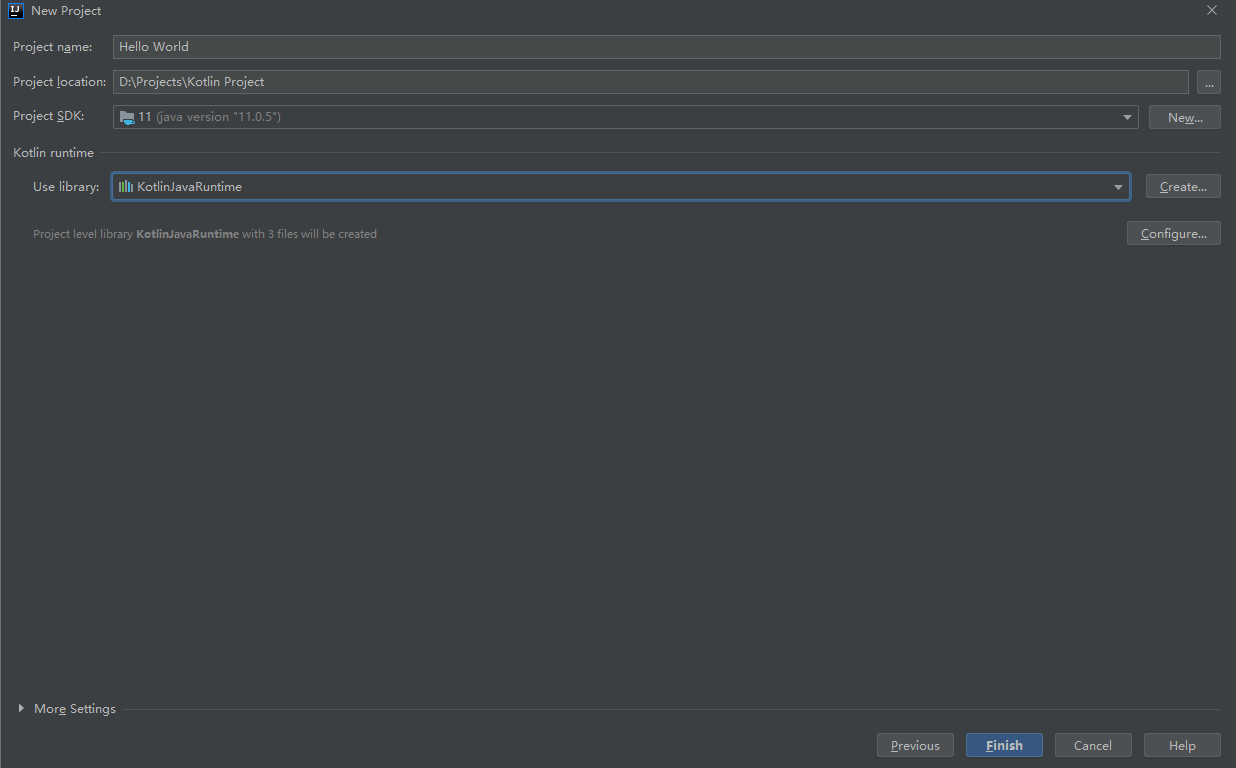 New Project
Project name: Hello World
Project location: D:\Projects\Kotlin Project ...
Project SDK: 11 (java version "11.0.5") New...
Kotlin runtime
Use library: KotlinJavaRuntime Create...
Project level library KotlinJavaRuntime with 3 files will be created Configure...
More Settings
Previous Finish Cancel Help